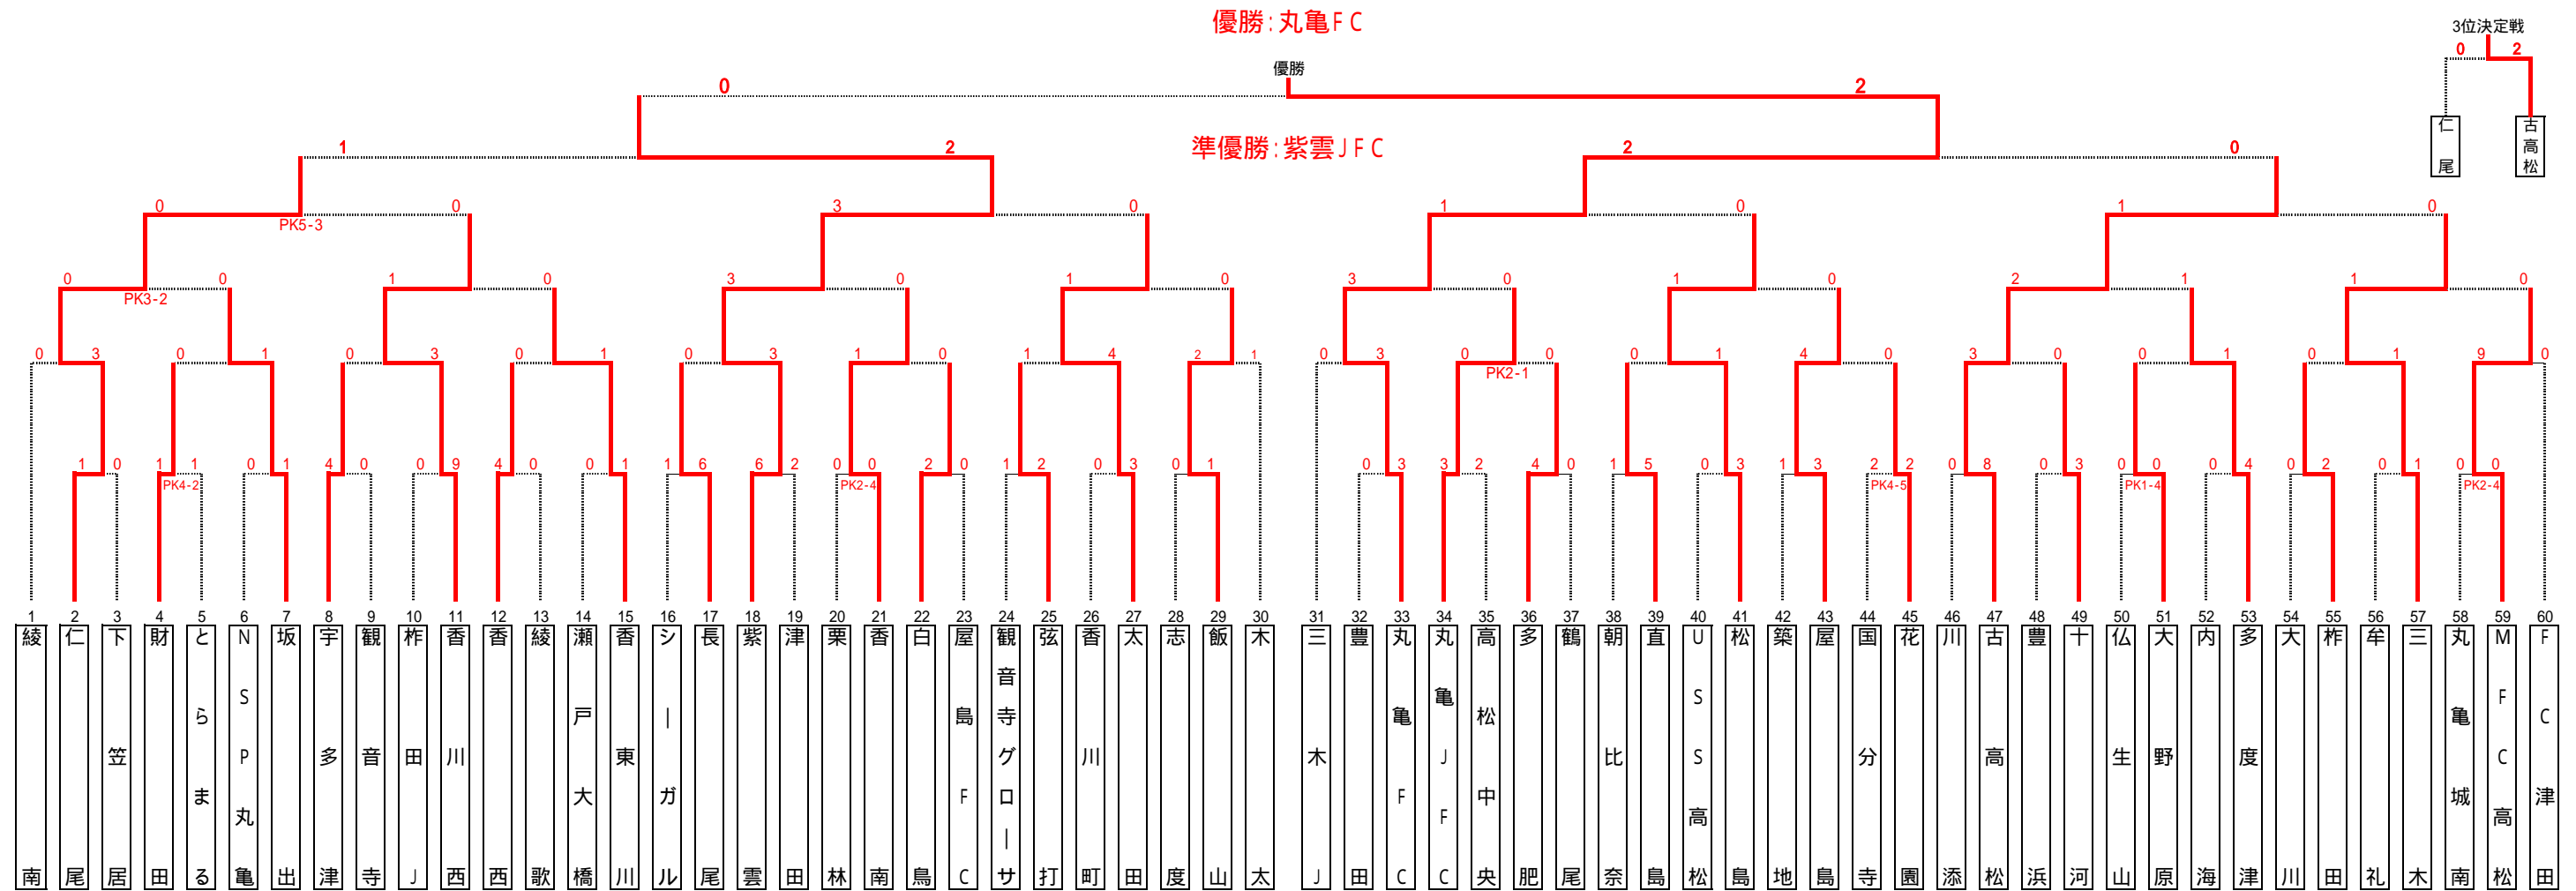 優勝:丸亀FC
3位決定戦
0 2
優勝
0 2
仁尾 古高松
準優勝:紫雲JFC
1 2 2 0
0 0 3 0 1 0 1 0
PK5-3
0 0 1 0 3 0 1 0 3 0 1 0 2 1 1 0
PK3-2
0 3 0 1 0 3 0 1 0 3 1 0 1 4 2 1 0 3 0 0 0 1 4 0 3 0 0 1 0 1 9 0
PK2-1
1 0 1 1 0 1 4 0 0 9 4 0 0 1 1 6 6 2 0 0 2 0 1 2 0 3 0 1 0 3 3 2 4 0 1 5 0 3 1 3 2 2 0 8 0 3 0 0 0 4 0 2 0 1 0 0
PK4-2 PK2-4 PK4-5 PK1-4 PK2-4
1 2 3 4 5 6 7 8 9 10 11 12 13 14 15 16 17 18 19 20 21 22 23 24 25 26 27 28 29 30 31 32 33 34 35 36 37 38 39 40 41 42 43 44 45 46 47 48 49 50 51 52 53 54 55 56 57 58 59 60
綾南
仁尾
下笠居
財田
とらまる
NSP丸亀
坂出
宇多津
観音寺
柞田J
香川西
香西
綾歌
瀬戸大橋
香東川
シーガル
長尾
紫雲
津田
栗林
香南
白鳥
屋島FC
観音寺グローサ
弦打
香川町
太田
志度
飯山
木太
三木J
豊田
丸亀FC
丸亀JFC
高松中央
多肥
鶴尾
朝比奈
直島
USS高松
松島
築地
屋島
国分寺
花園
川添
古高松
豊浜
十河
仏生山
大野原
内海
多度津
大川
柞田
牟礼
三木
丸亀城南
MFC高松
FC津田